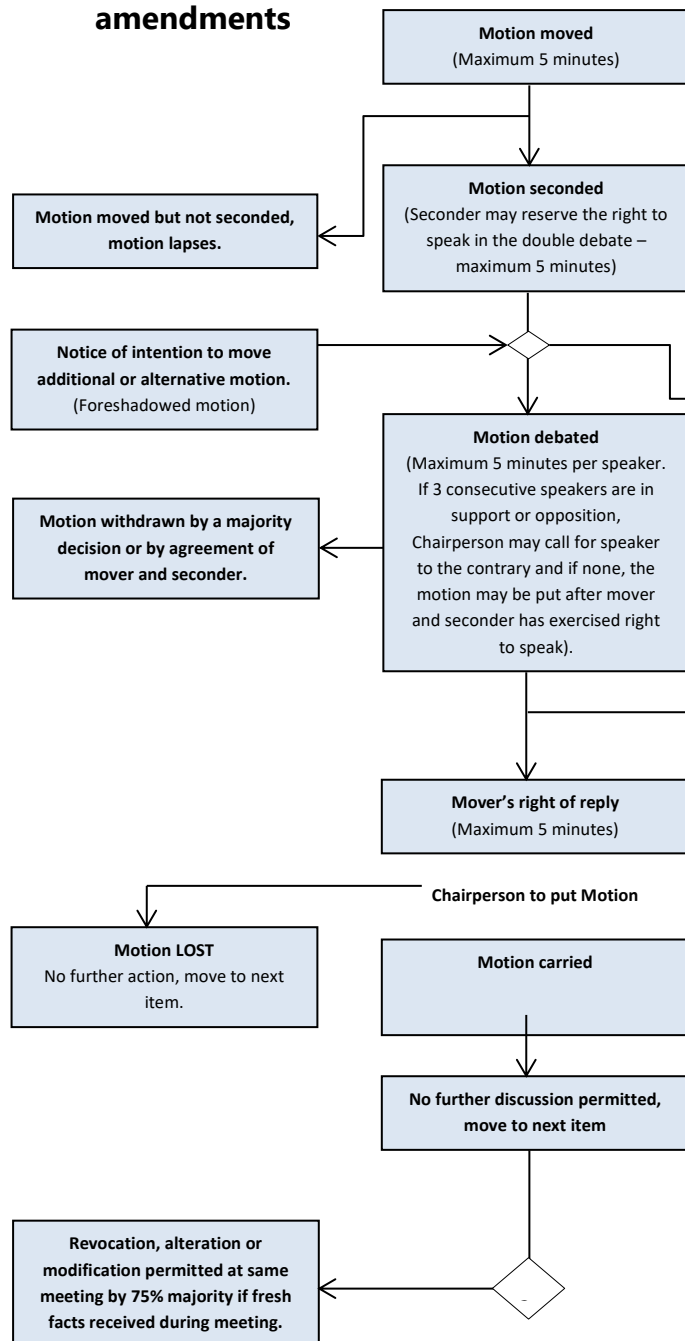 amendments
Motion moved
(Maximum 5 minutes)
Motion seconded
(Seconder may reserve the right to
speak in the double debate –
maximum 5 minutes)
Motion moved but not seconded,
motion lapses.
Notice of intention to move
additional or alternative motion.
(Foreshadowed motion)
Motion debated
(Maximum 5 minutes per speaker.
If 3 consecutive speakers are in
support or opposition,
Chairperson may call for speaker
to the contrary and if none, the
motion may be put after mover
and seconder has exercised right
to speak).
Motion withdrawn by a majority
decision or by agreement of
mover and seconder.
Mover’s right of reply
(Maximum 5 minutes)
Chairperson to put Motion
Motion LOST
No further action, move to next
item.
Motion carried
No further discussion permitted,
move to next item
Revocation, alteration or
modification permitted at same
meeting by 75% majority if fresh
facts received during meeting.